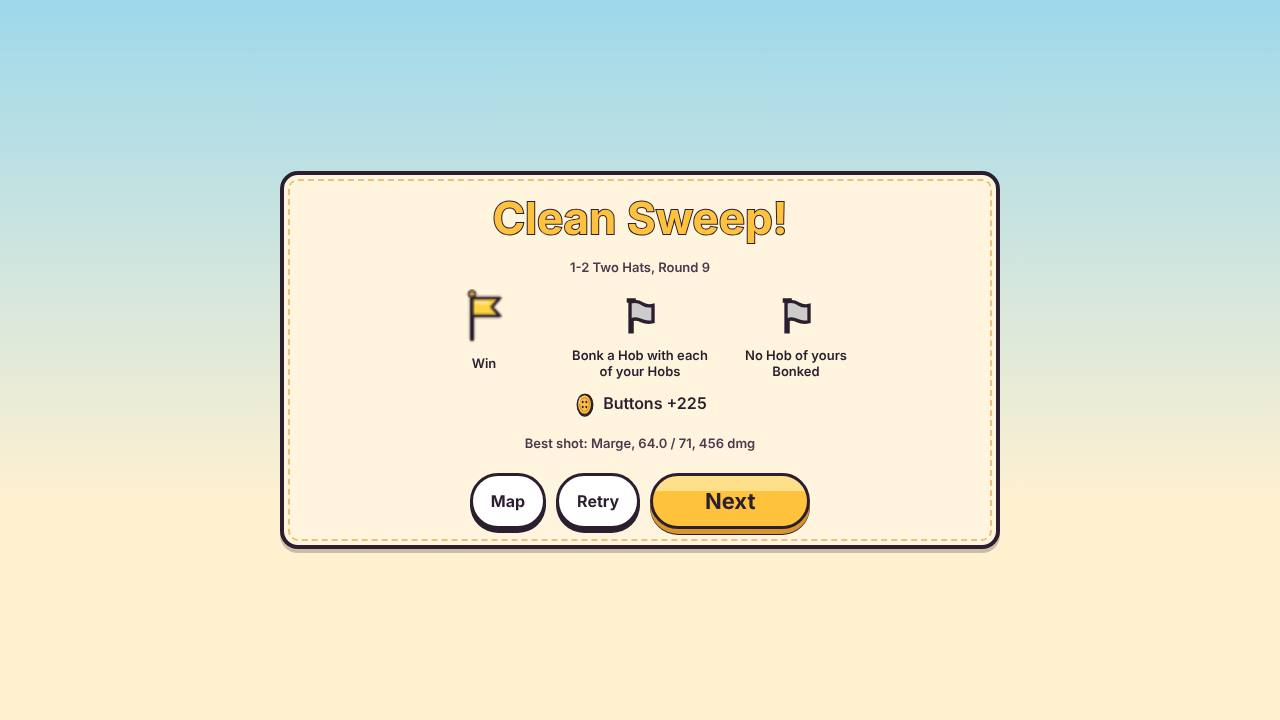 Clean Sweep!
1-2 Two Hats, Round 9
Win
Bonk a Hob with each
of your Hobs
No Hob of yours
Bonked
Buttons +225
Best shot: Marge, 64.0 / 71, 456 dmg
Map
Retry
Next